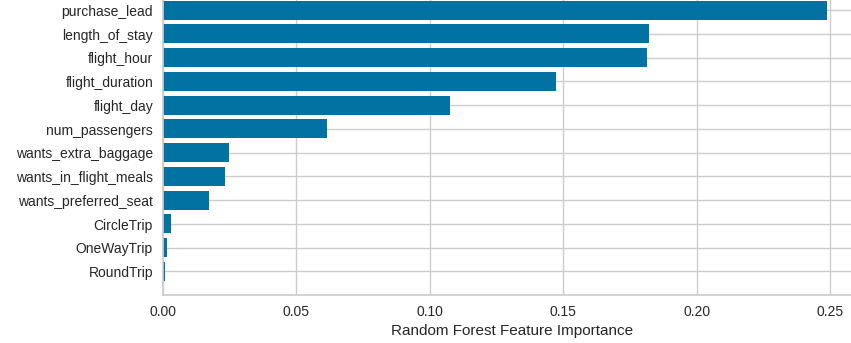 purchase_lead
length_of_stay
flight_hour
flight_duration
flight_day
num_passengers
wants_extra_baggage
wants_in_flight_meals
wants_preferred_seat
CircleTrip
OneWayTrip
RoundTrip
0.00 0.05 0.10 0.15 0.20 0.25
Random Forest Feature Importance